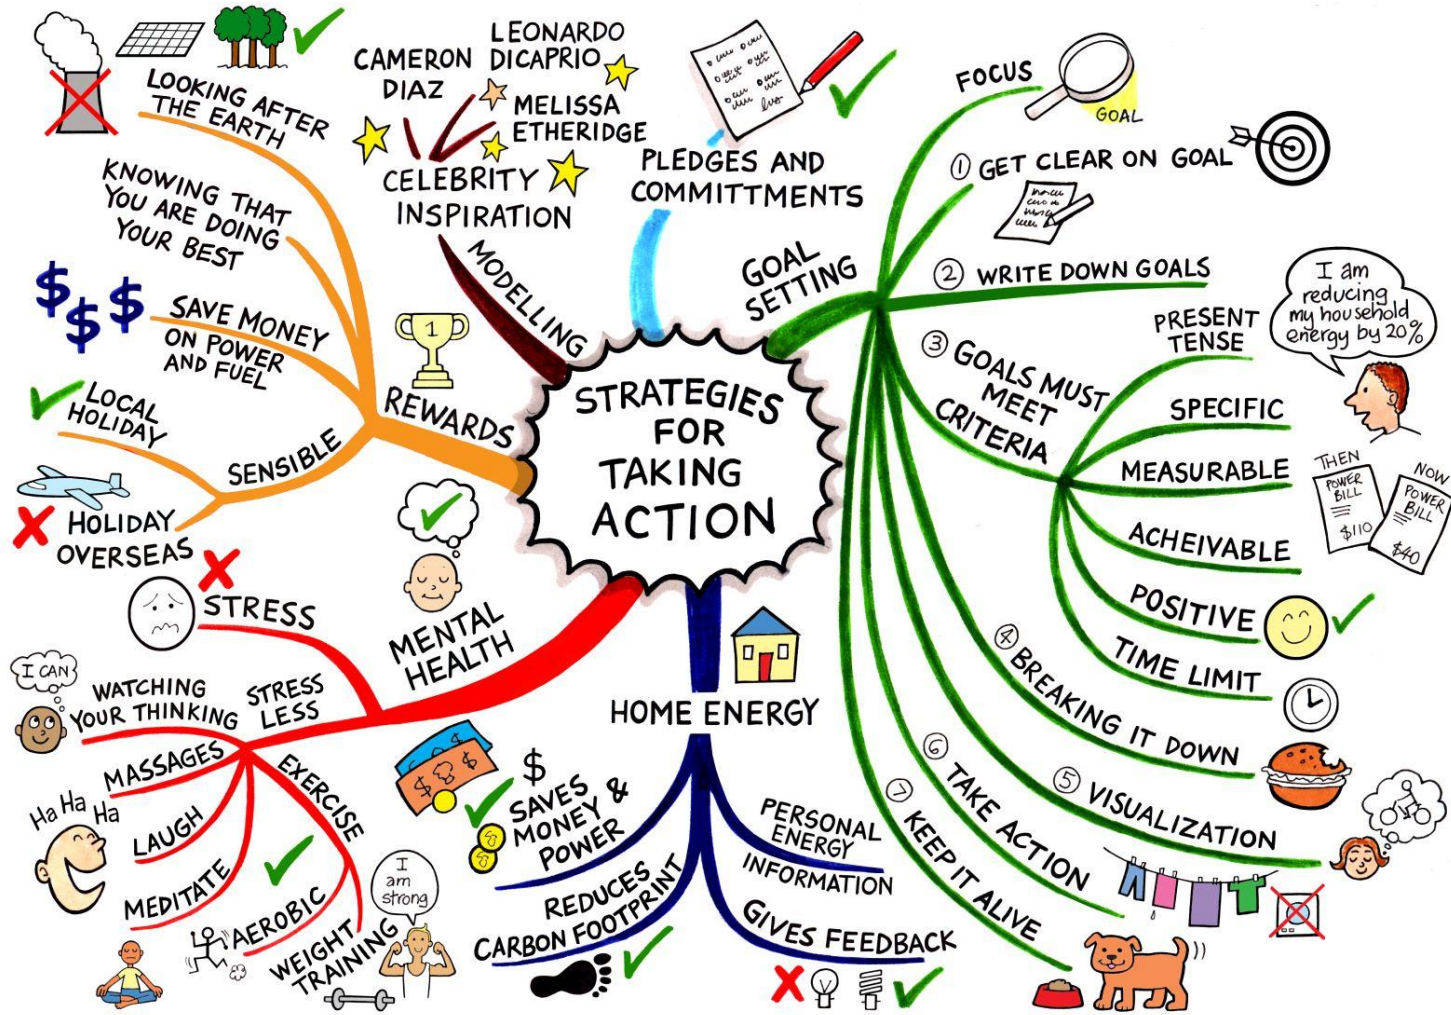 STRATEGIES
FOR
TAKING
ACTION
GOAL
SETTING
FOCUS
GOAL
① GET CLEAR ON GOAL
② WRITE DOWN GOALS
③ GOALS MUST
MEET
CRITERIA
PRESENT
TENSE
I am
reducing
my household
energy by 20%
SPECIFIC
MEASURABLE
THEN
POWER
BILL
$110
NOW
POWER
BILL
$40
ACHEIVABLE
POSITIVE
TIME LIMIT
④ BREAKING IT DOWN
⑤ VISUALIZATION
⑥ TAKE ACTION
⑦ KEEP IT ALIVE
HOME ENERGY
PERSONAL
ENERGY
INFORMATION
GIVES FEEDBACK
REDUCES
CARBON FOOTPRINT
$
SAVES
MONEY &
POWER
MENTAL
HEALTH
STRESS
STRESS
LESS
WATCHING
YOUR THINKING
I CAN
MASSAGES
LAUGH
Ha Ha Ha
MEDITATE
EXERCISE
AEROBIC
WEIGHT
TRAINING
I
am
strong
REWARDS
1
LOOKING AFTER
THE EARTH
KNOWING THAT
YOU ARE DOING
YOUR BEST
$ $ $
SAVE MONEY
ON POWER
AND FUEL
SENSIBLE
LOCAL
HOLIDAY
HOLIDAY
OVERSEAS
MODELLING
CELEBRITY
INSPIRATION
CAMERON
DIAZ
LEONARDO
DICAPRIO
MELISSA
ETHERIDGE
PLEDGES AND
COMMITTMENTS